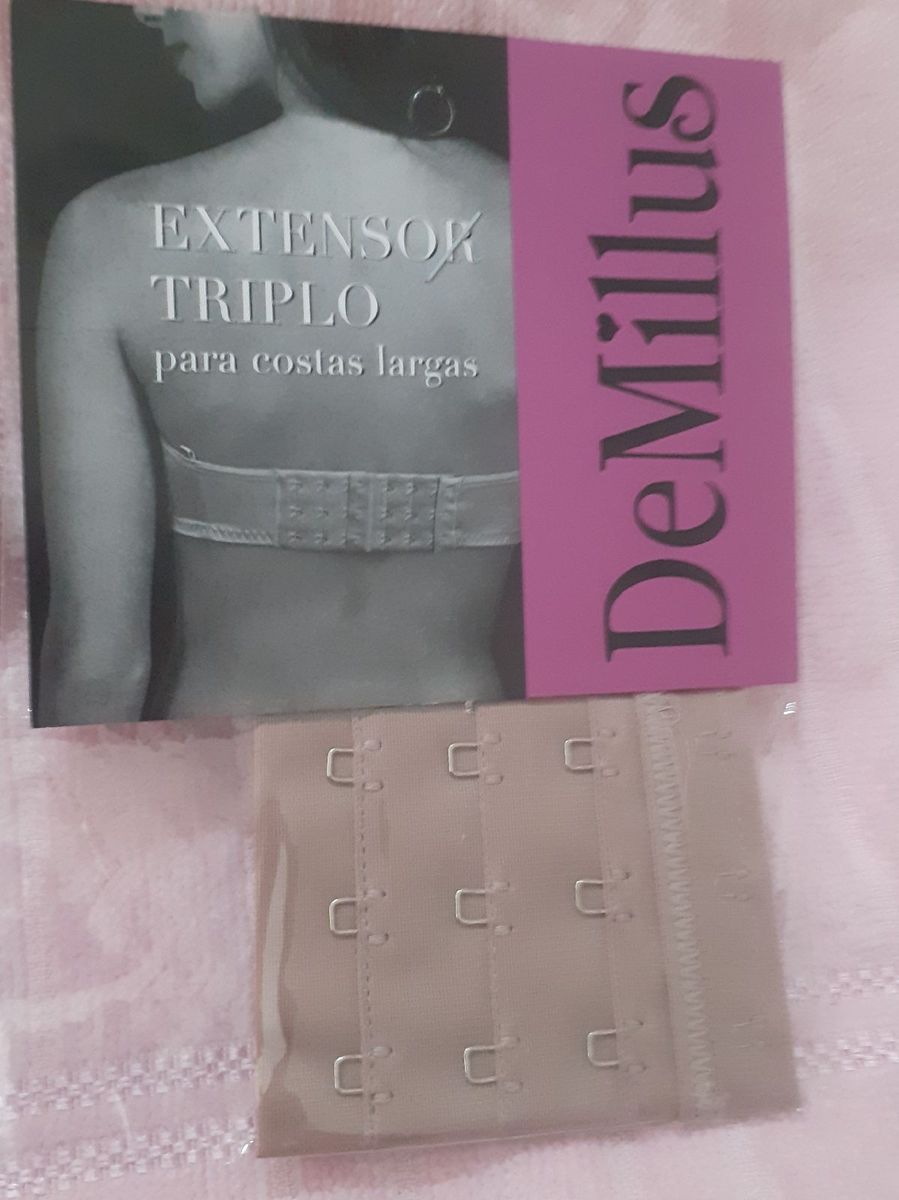 EXTENSOR
TRIPLO
para costas largas
DeMillus